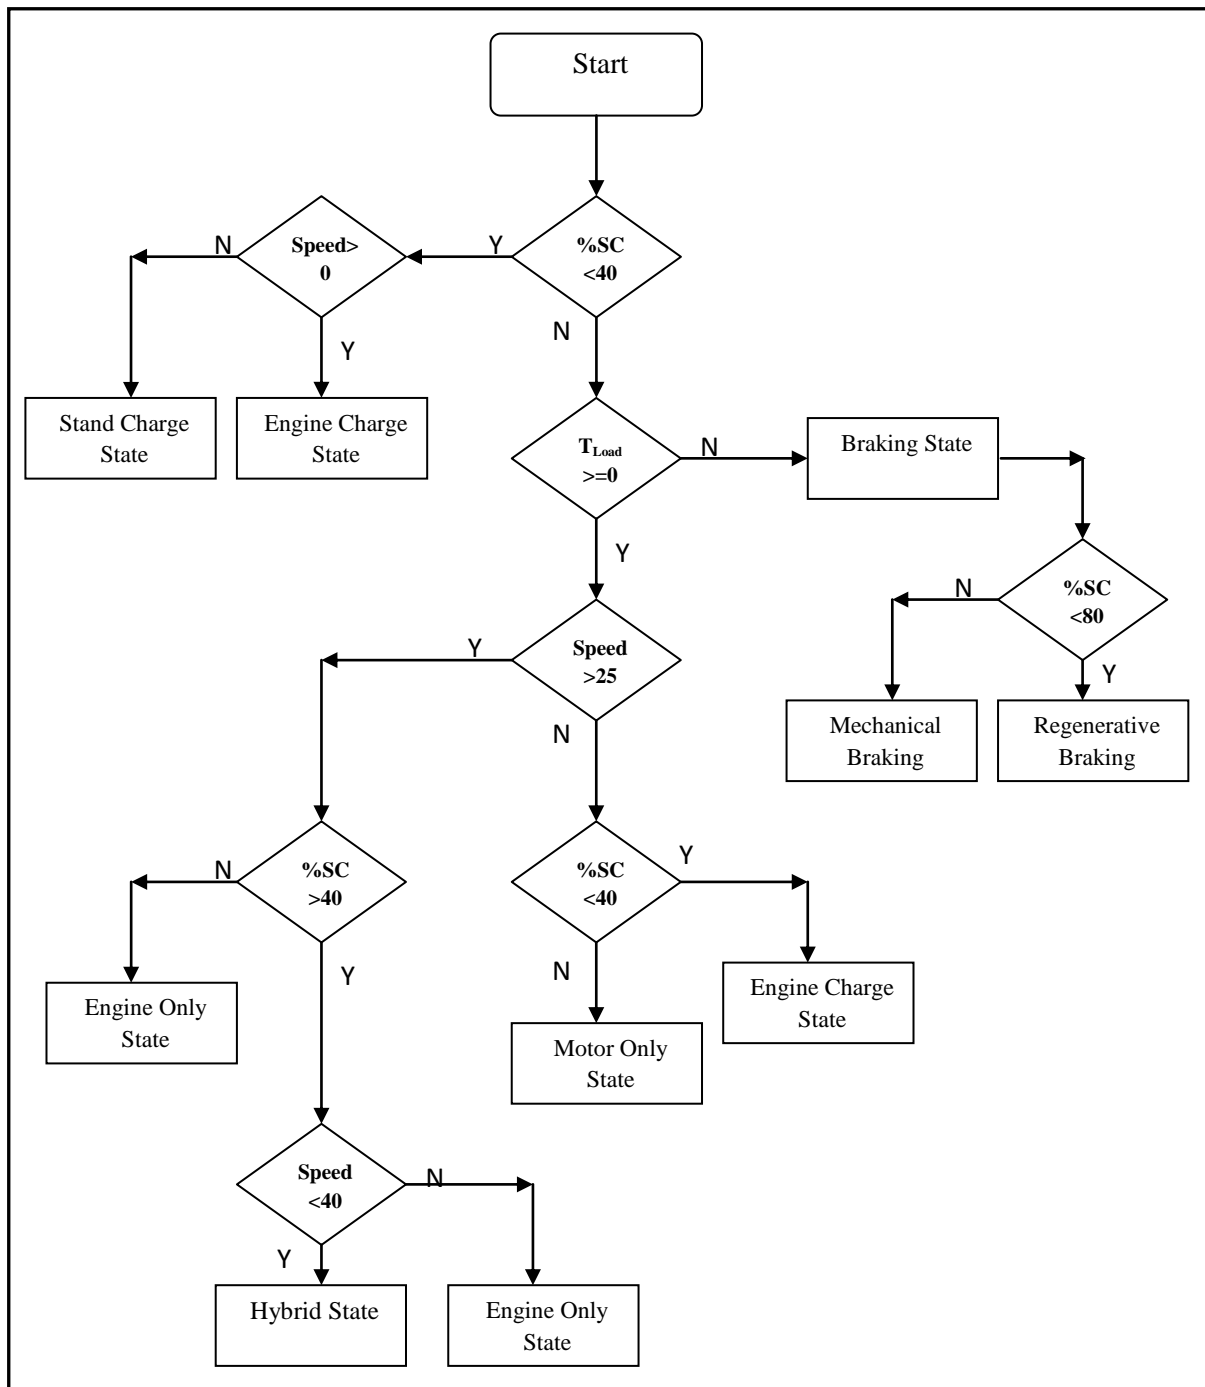 Start
N
Speed>
0
Y
%SC
<40
Y
N
Stand Charge
State
Engine Charge
State
T_Load
>=0
N
Braking State
Y
N
%SC
<80
Y
Mechanical
Braking
Regenerative
Braking
Y
Speed
>25
N
N
%SC
>40
Y
%SC
<40
Y
N
Engine Only
State
Motor Only
State
Engine Charge
State
Speed
<40
N
Y
Hybrid State
Engine Only
State